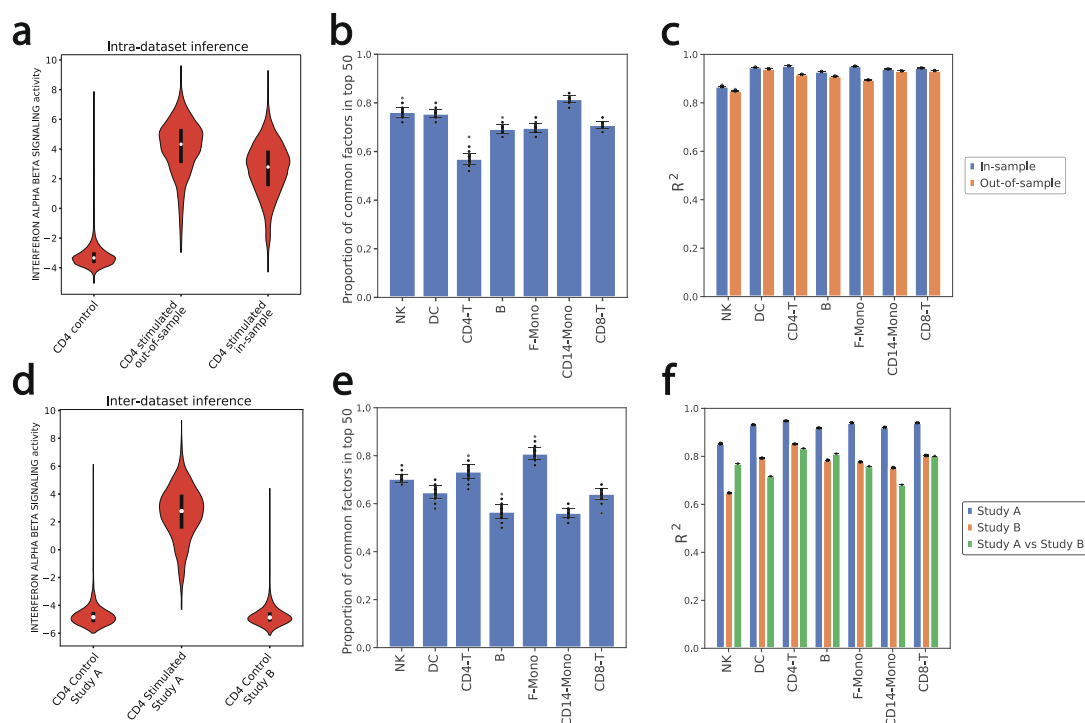 a
Intra-dataset inference
INTERFERON ALPHA BETA SIGNALING activity
10
8
6
4
2
0
−2
−4
CD4 control
CD4 stimulated
out-of-sample
CD4 stimulated
in-sample
b
Proportion of common factors in top 50
1.0
0.8
0.6
0.4
0.2
0.0
NK
DC
CD4-T
B
F-Mono
CD14-Mono
CD8-T
c
R²
1.0
0.8
0.6
0.4
0.2
0.0
NK
DC
CD4-T
B
F-Mono
CD14-Mono
CD8-T
In-sample
Out-of-sample
d
Inter-dataset inference
INTERFERON ALPHA BETA SIGNALING activity
10
8
6
4
2
0
−2
−4
−6
CD4 Control
Study A
CD4 Stimulated
Study A
CD4 Control
Study B
e
Proportion of common factors in top 50
1.0
0.8
0.6
0.4
0.2
0.0
NK
DC
CD4-T
B
F-Mono
CD14-Mono
CD8-T
f
R²
1.0
0.8
0.6
0.4
0.2
0.0
NK
DC
CD4-T
B
F-Mono
CD14-Mono
CD8-T
Study A
Study B
Study A vs Study B